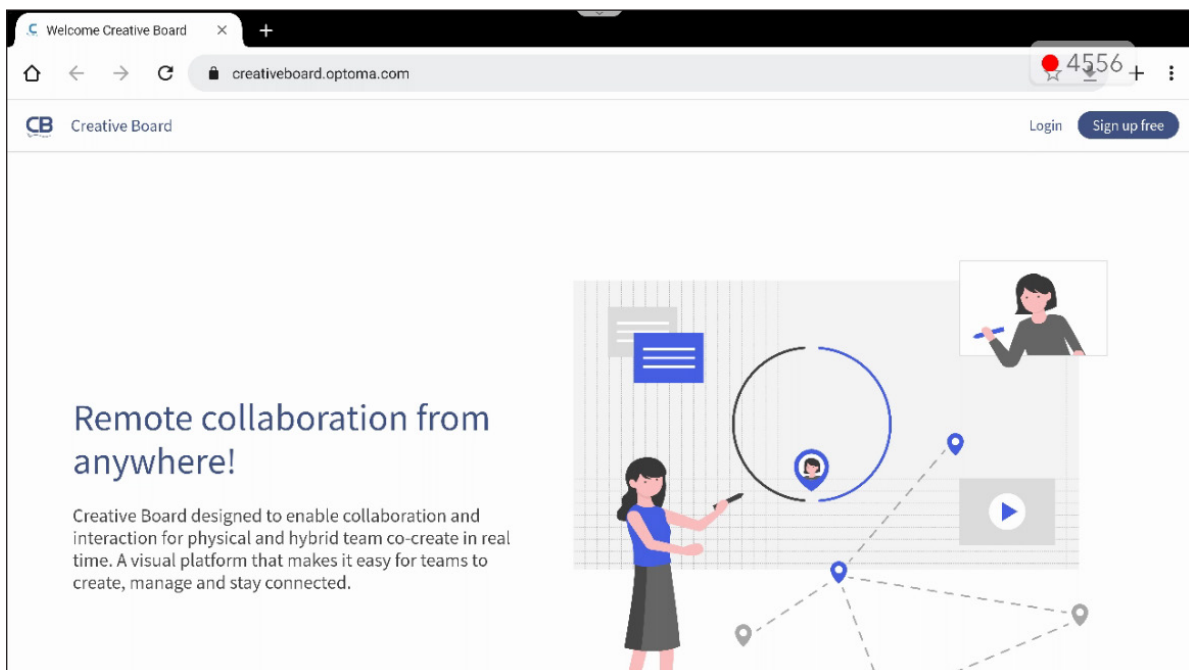 Welcome Creative Board
creativeboard.optoma.com
4556
CB Creative Board
Login
Sign up free
Remote collaboration from
anywhere!
Creative Board designed to enable collaboration and
interaction for physical and hybrid team co-create in real
time. A visual platform that makes it easy for teams to
create, manage and stay connected.